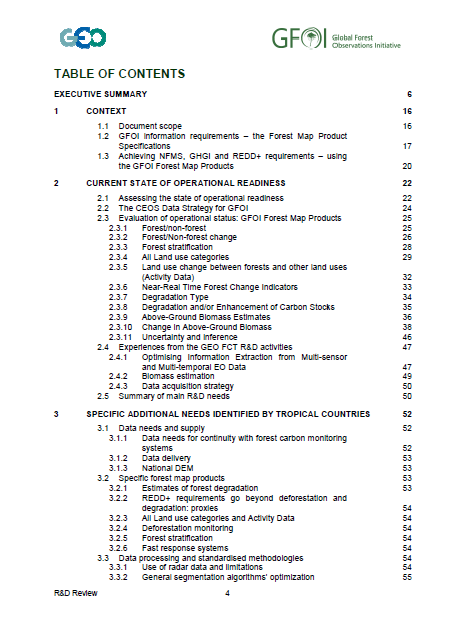 GEO
GFOI Global Forest
Observations Initiative
TABLE OF CONTENTS
EXECUTIVE SUMMARY 6
1 CONTEXT 16
1.1 Document scope 16
1.2 GFOI information requirements – the Forest Map Product
Specifications 17
1.3 Achieving NFMS, GHGI and REDD+ requirements – using
the GFOI Forest Map Products 20
2 CURRENT STATE OF OPERATIONAL READINESS 22
2.1 Assessing the state of operational readiness 22
2.2 The CEOS Data Strategy for GFOI 24
2.3 Evaluation of operational status: GFOI Forest Map Products 25
2.3.1 Forest/non-forest 25
2.3.2 Forest/Non-forest change 26
2.3.3 Forest stratification 28
2.3.4 All Land use categories 29
2.3.5 Land use change between forests and other land uses
(Activity Data) 32
2.3.6 Near-Real Time Forest Change Indicators 33
2.3.7 Degradation Type 34
2.3.8 Degradation and/or Enhancement of Carbon Stocks 35
2.3.9 Above-Ground Biomass Estimates 36
2.3.10 Change in Above-Ground Biomass 38
2.3.11 Uncertainty and Inference 46
2.4 Experiences from the GEO FCT R&D activities 47
2.4.1 Optimising Information Extraction from Multi-sensor
and Multi-temporal EO Data 47
2.4.2 Biomass estimation 49
2.4.3 Data acquisition strategy 50
2.5 Summary of main R&D needs 50
3 SPECIFIC ADDITIONAL NEEDS IDENTIFIED BY TROPICAL COUNTRIES 52
3.1 Data needs and supply 52
3.1.1 Data needs for continuity with forest carbon monitoring
systems 52
3.1.2 Data delivery 53
3.1.3 National DEM 53
3.2 Specific forest map products 53
3.2.1 Estimates of forest degradation 53
3.2.2 REDD+ requirements go beyond deforestation and
degradation: proxies 54
3.2.3 All Land use categories and Activity Data 54
3.2.4 Deforestation monitoring 54
3.2.5 Forest stratification 54
3.2.6 Fast response systems 54
3.3 Data processing and standardised methodologies 54
3.3.1 Use of radar data and limitations 54
3.3.2 General segmentation algorithms' optimization 55
R&D Review 4